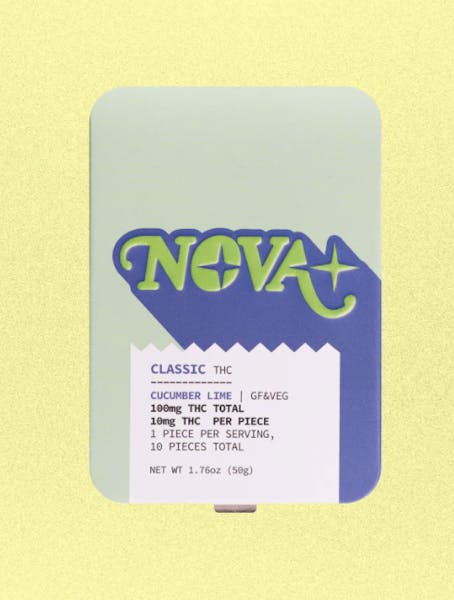 NOVA
CLASSIC THC
-------------
CUCUMBER LIME | GF&VEG
100mg THC TOTAL
10mg THC PER PIECE
1 PIECE PER SERVING,
10 PIECES TOTAL
NET WT 1.76oz (50g)